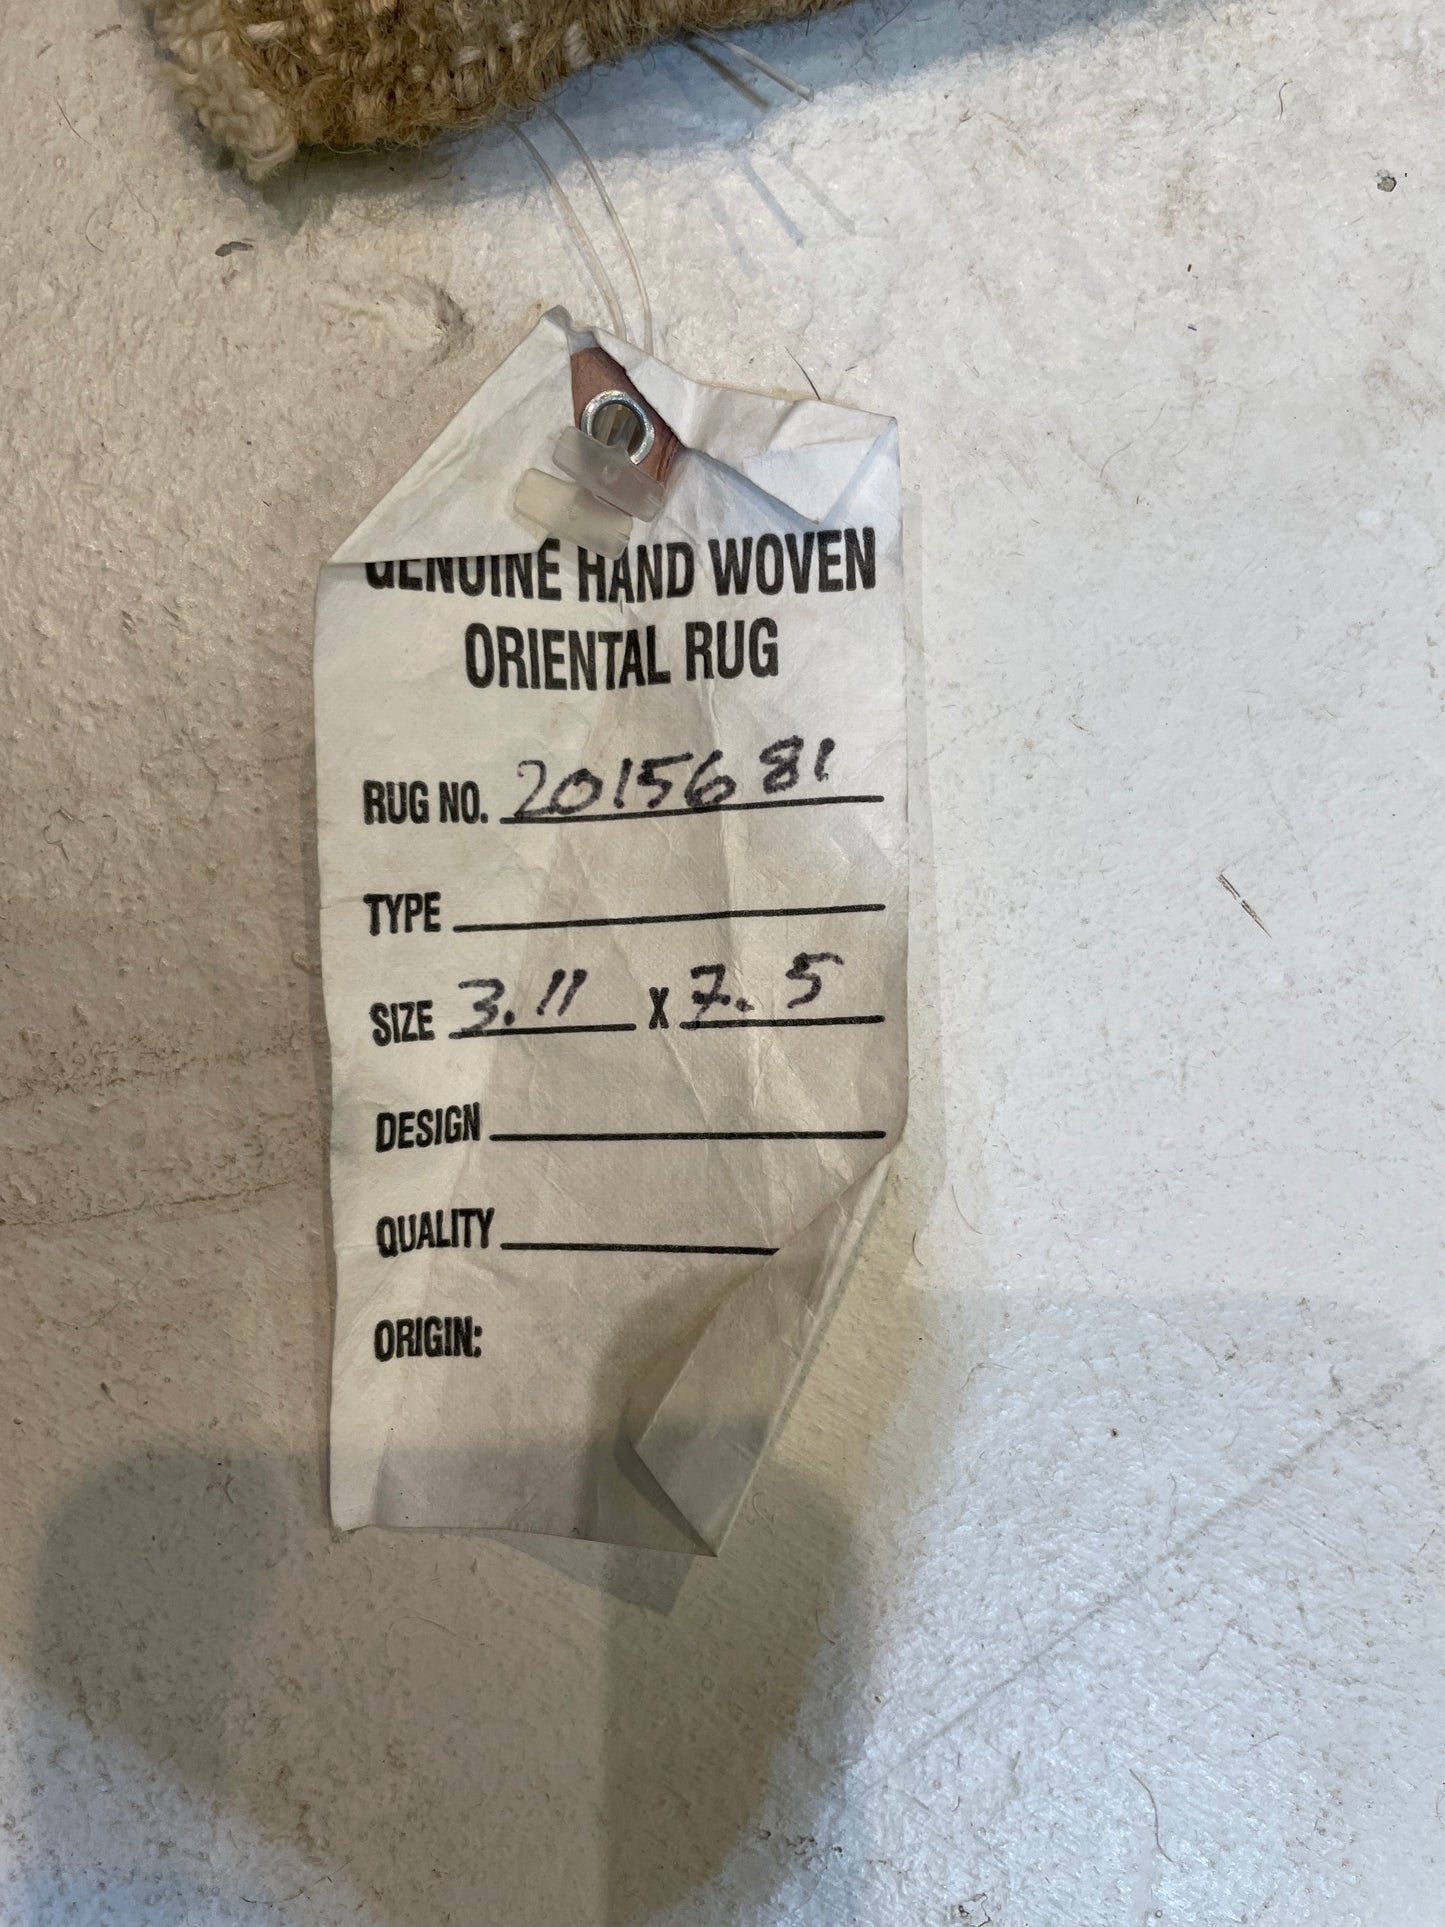 GENUINE HAND WOVEN
ORIENTAL RUG
RUG NO. 2015681
TYPE
SIZE 3.11 X 7.5
DESIGN
QUALITY
ORIGIN: